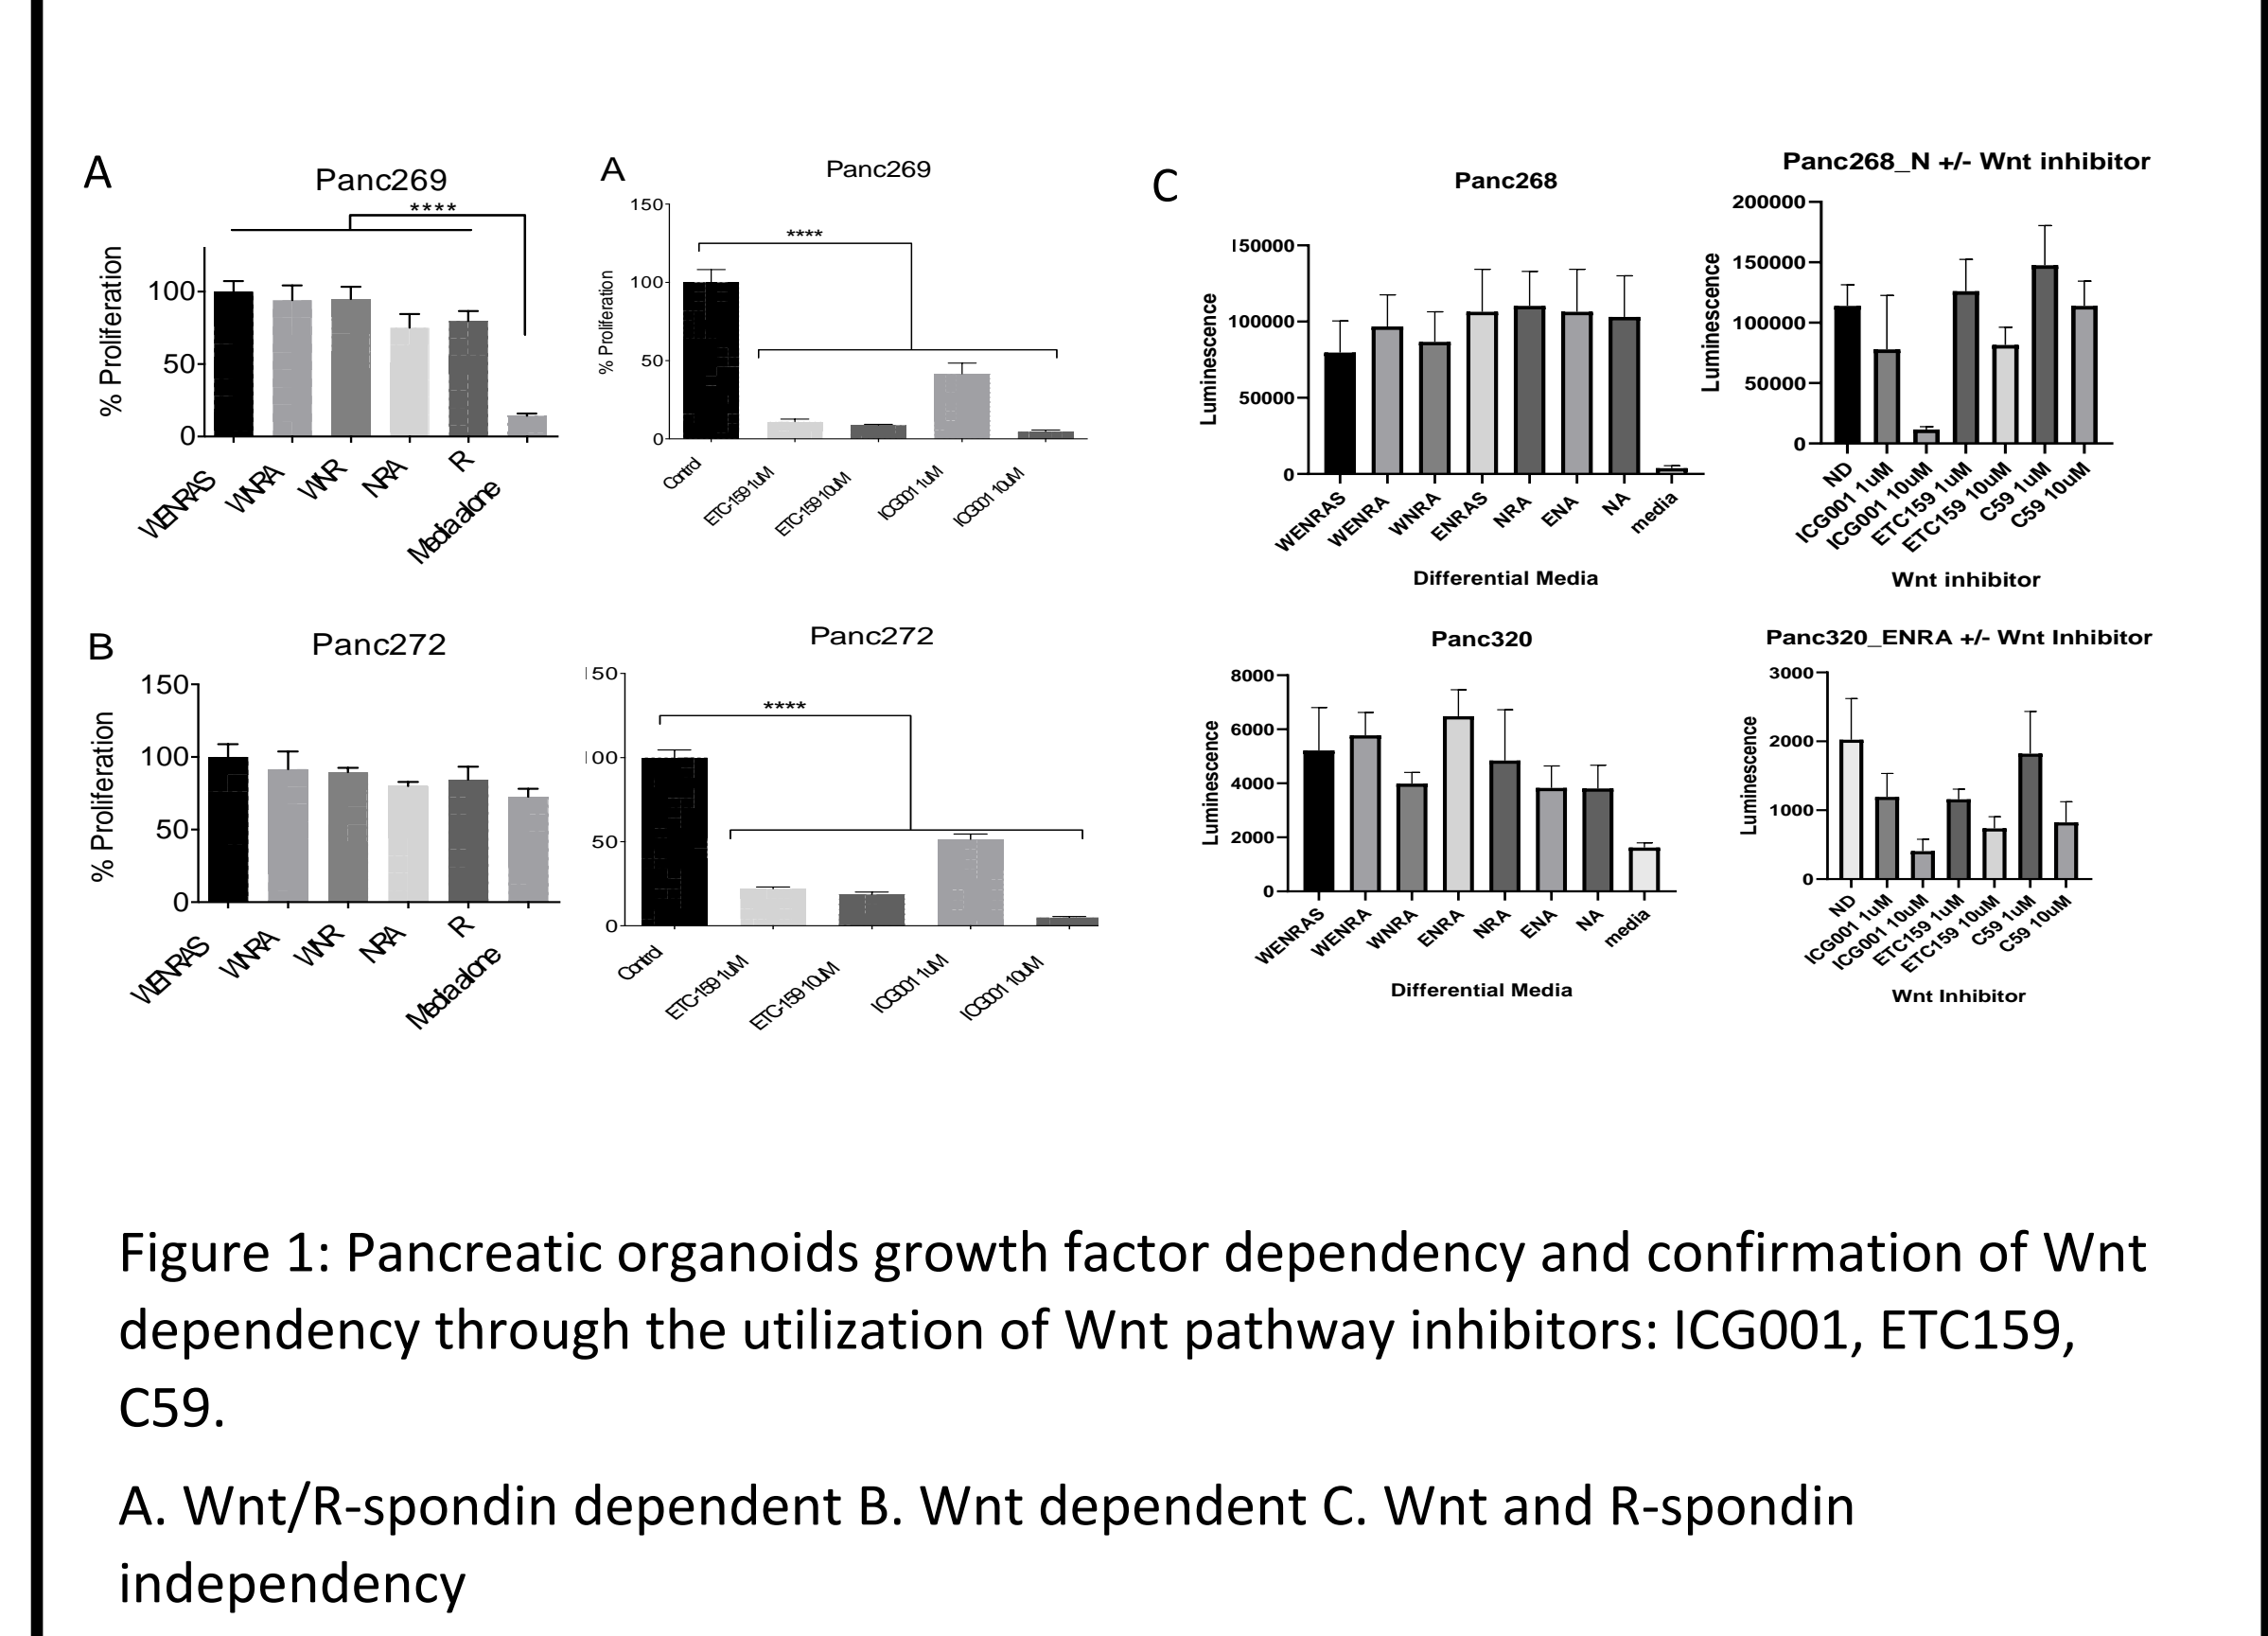 A
Panc269
****
% Proliferation
100
50
0
WENRAS
WNRA
WNR
NRA
R
Media alone
A
Panc269
150
****
100
% Proliferation
50
0
Control
ETC-159 1uM
ETC-159 10uM
ICG001 1uM
ICG001 10uM
C
Panc268
150000
100000
50000
0
Luminescence
WENRAS
WENRA
WNRA
ENRAS
NRA
ENA
NA
media
Differential Media
Panc268_N +/- Wnt inhibitor
200000
150000
100000
50000
0
Luminescence
ND
ICG001 1uM
ICG001 10uM
ETC159 1uM
ETC159 10uM
C59 1uM
C59 10uM
Wnt inhibitor
B
Panc272
150
100
50
0
% Proliferation
WENRAS
WNRA
WNR
NRA
R
Media alone
Panc272
150
****
100
50
0
Control
ETC-159 1uM
ETC-159 10uM
ICG001 1uM
ICG001 10uM
Panc320
8000
6000
4000
2000
0
Luminescence
WENRAS
WENRA
WNRA
ENRA
NRA
ENA
NA
media
Differential Media
Panc320_ENRA +/- Wnt Inhibitor
3000
2000
1000
0
Luminescence
ND
ICG001 1uM
ICG001 10uM
ETC159 1uM
ETC159 10uM
C59 1uM
C59 10uM
Wnt Inhibitor
Figure 1: Pancreatic organoids growth factor dependency and confirmation of Wnt
dependency through the utilization of Wnt pathway inhibitors: ICG001, ETC159,
C59.
A. Wnt/R-spondin dependent B. Wnt dependent C. Wnt and R-spondin
independency